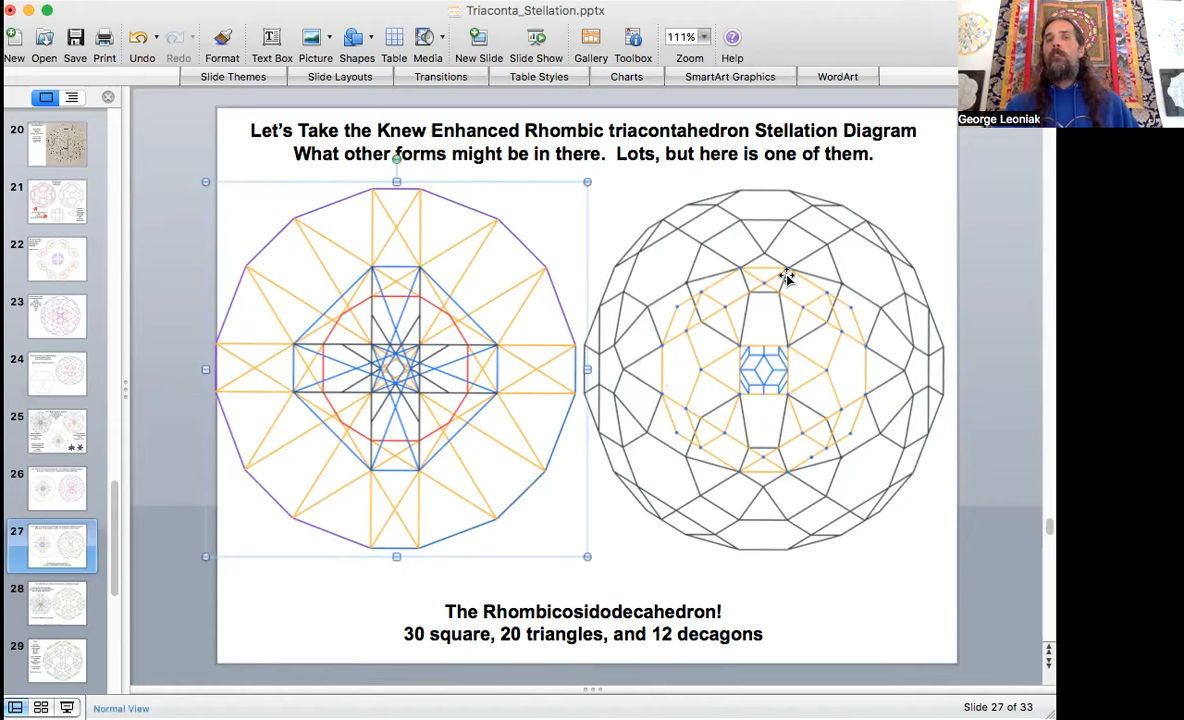 Triaconta_Stellation.pptx
New Open Save Print Undo Redo Format Text Box Picture Shapes Table Media New Slide Slide Show Gallery Toolbox Zoom Help
111%
Slide Themes Slide Layouts Transitions Table Styles Charts SmartArt Graphics WordArt
George Leoniak
20
21
22
23
24
25
26
27
28
29
Let's Take the Knew Enhanced Rhombic triacontahedron Stellation Diagram
What other forms might be in there. Lots, but here is one of them.
The Rhombicosidodecahedron!
30 square, 20 triangles, and 12 decagons
Normal View
Slide 27 of 33